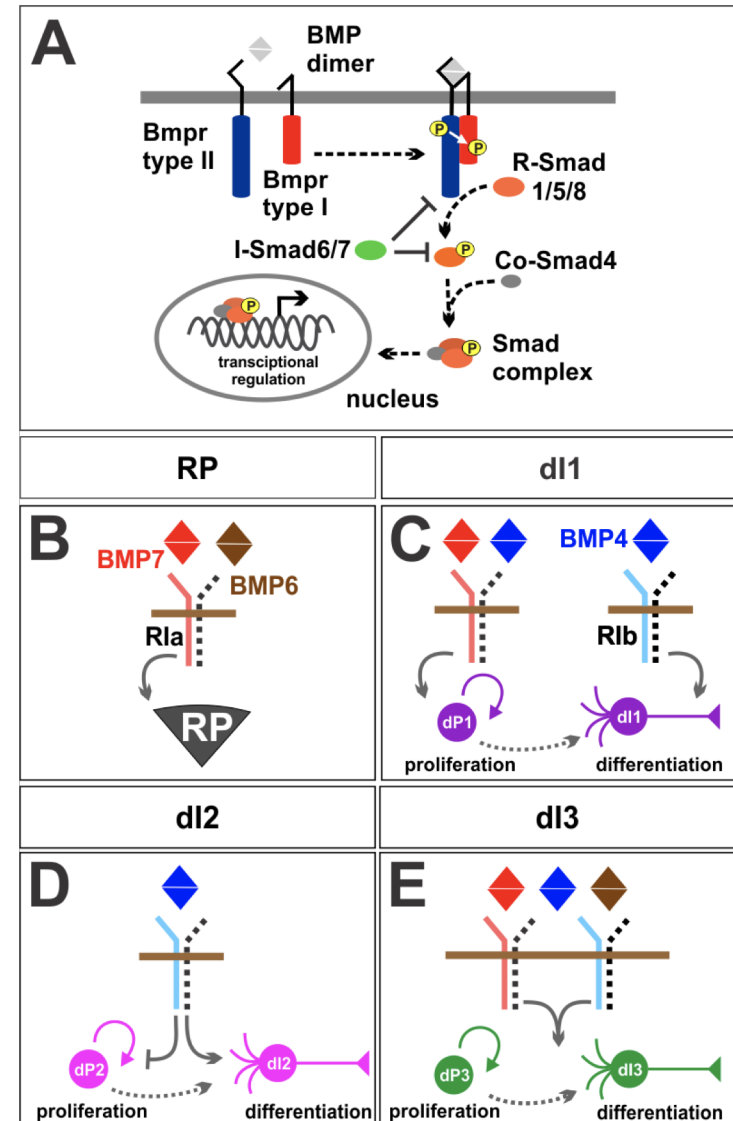 A
BMP
dimer
Bmpr
type II
Bmpr
type I
P
P
R-Smad
1/5/8
I-Smad6/7
P
Co-Smad4
P
transciptional
regulation
P
Smad
complex
nucleus
RP
dI1
B
BMP7
BMP6
RIa
RP
C
BMP4
RIb
dP1
dI1
proliferation
differentiation
dI2
dI3
D
dP2
dI2
proliferation
differentiation
E
dP3
dI3
proliferation
differentiation